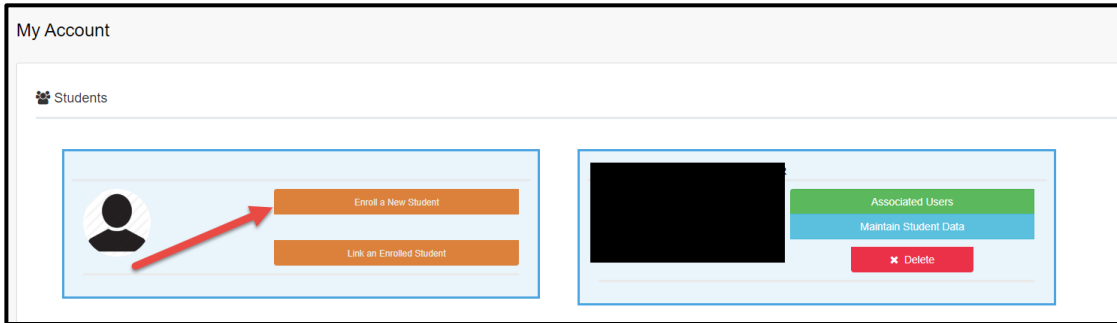 My Account
Students
Enroll a New Student
Link an Enrolled Student
Associated Users
Maintain Student Data
Delete